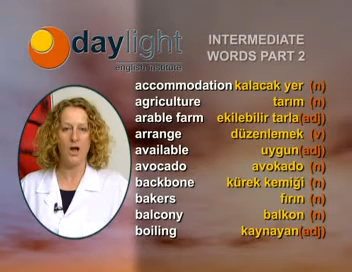 daylight
english institute
INTERMEDIATE
WORDS PART 2
accommodation kalacak yer (n)
agriculture tarım (n)
arable farm ekilebilir tarla(adj)
arrange düzenlemek (v)
available uygun(adj)
avocado avokado (n)
backbone kürek kemiği (n)
bakers fırın (n)
balcony balkon (n)
boiling kaynayan(adj)